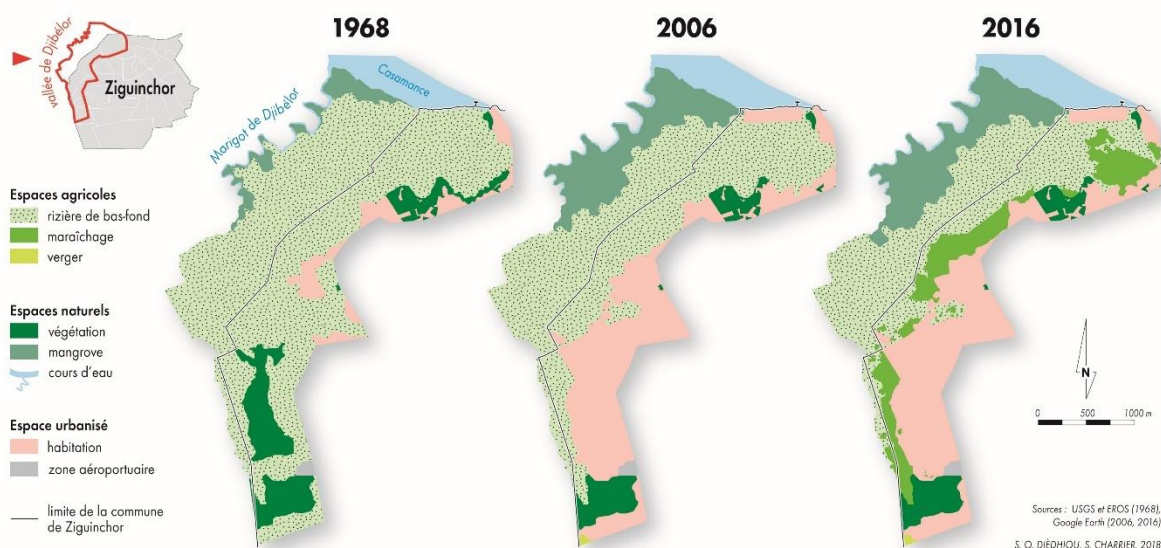 vallée de Djibélor
Ziguinchor
1968
2006
2016
Casamance
Marigot de Djibélor
Espaces agricoles
rizière de bas-fond
maraîchage
verger
Espaces naturels
végétation
mangrove
cours d'eau
Espace urbanisé
habitation
zone aéroportuaire
limite de la commune
de Ziguinchor
N
0 500 1000 m
Sources : USGS et EROS (1968),
Google Earth (2006, 2016)
S. O. DIÈDHIOU, S. CHARRIER, 2018